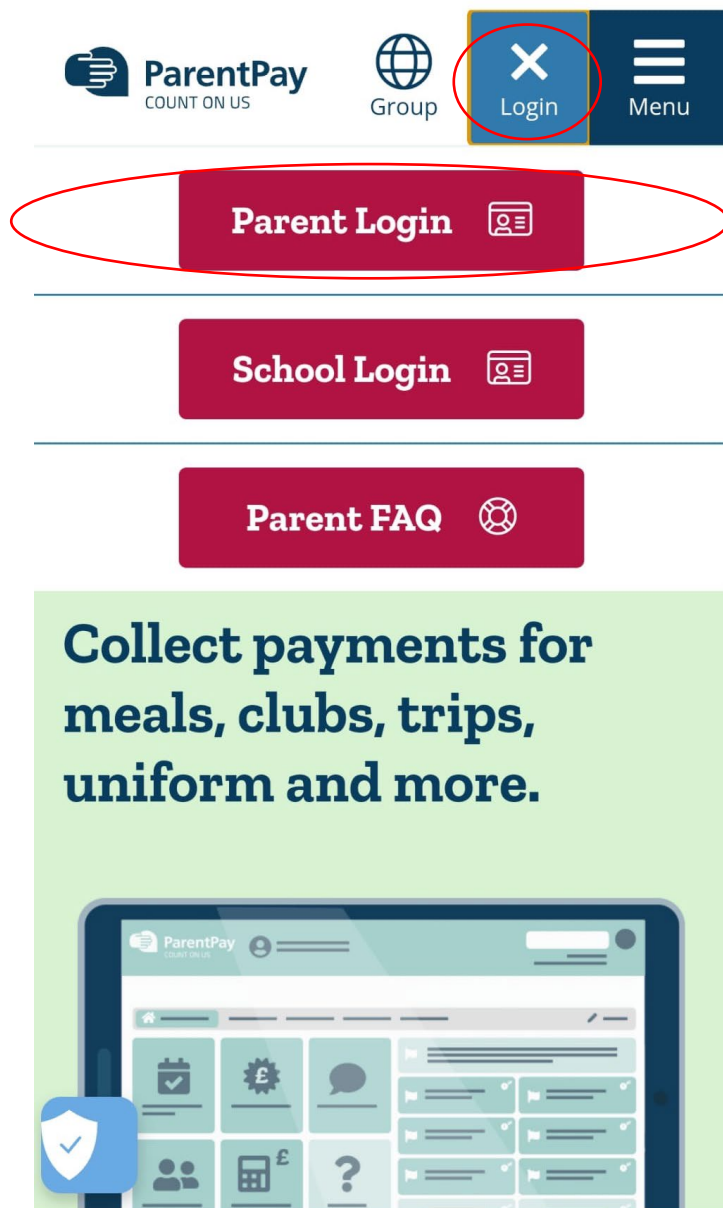 ParentPay
COUNT ON US
Group
Login
Menu
Parent Login
School Login
Parent FAQ
Collect payments for
meals, clubs, trips,
uniform and more.
ParentPay
COUNT ON US
£
£
?